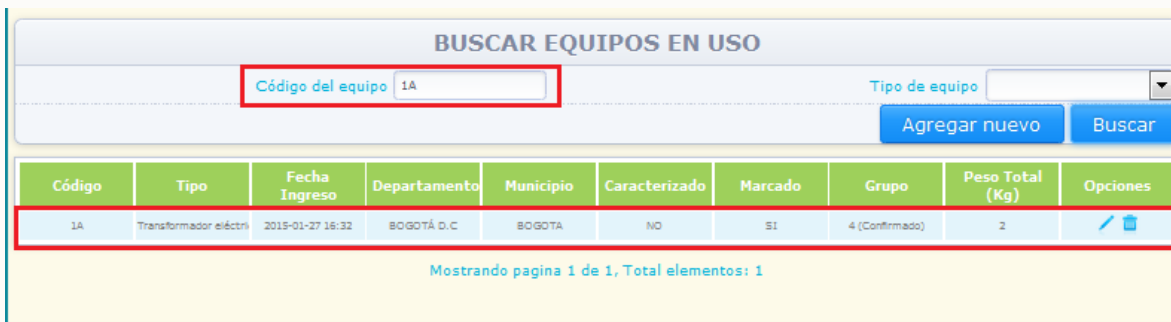 BUSCAR EQUIPOS EN USO
Código del equipo 1A Tipo de equipo
Agregar nuevo Buscar
Código Tipo Fecha Ingreso Departamento Municipio Caracterizado Marcado Grupo Peso Total (Kg) Opciones
1A Transformador eléctri 2015-01-27 16:32 BOGOTÁ D.C BOGOTA NO SI 4 (Confirmado) 2
Mostrando pagina 1 de 1, Total elementos: 1